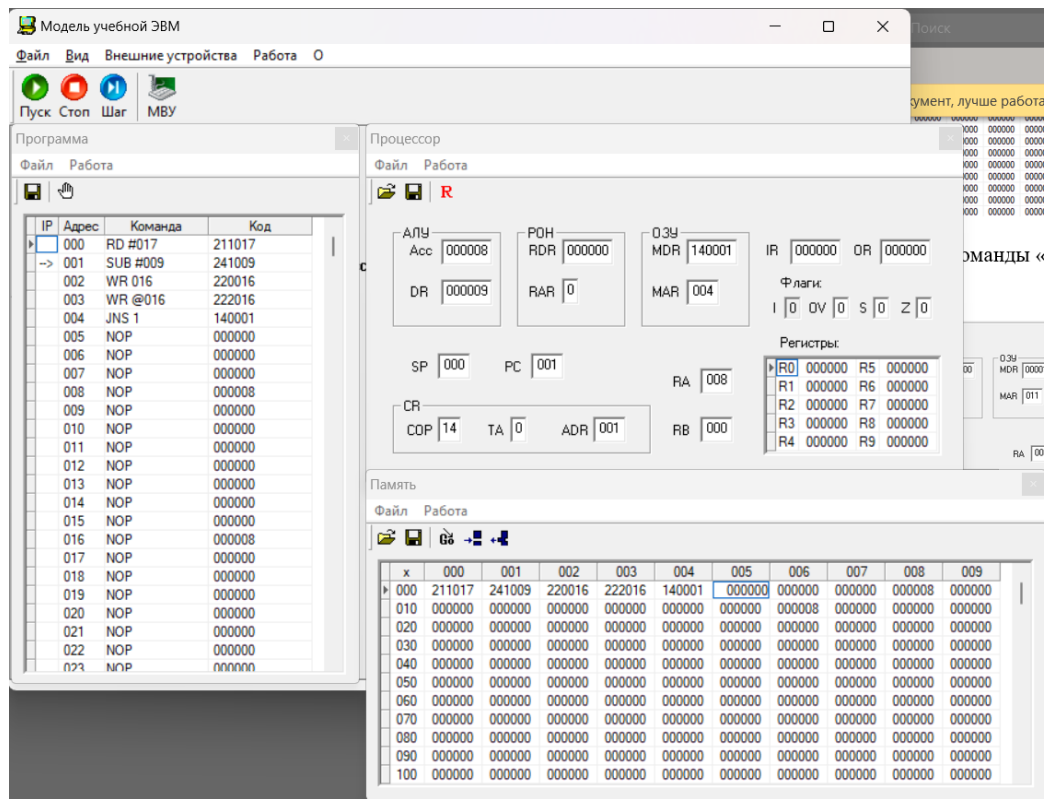 Модель учебной ЭВМ
Поиск
Файл Вид Внешние устройства Работа О
Пуск Стоп Шаг МВУ
кумент, лучше работа
Программа
Файл Работа
IP Адрес Команда Код
000 RD #017 211017
--> 001 SUB #009 241009
002 WR 016 220016
003 WR @016 222016
004 JNS 1 140001
005 NOP 000000
006 NOP 000000
007 NOP 000000
008 NOP 000008
009 NOP 000000
010 NOP 000000
011 NOP 000000
012 NOP 000000
013 NOP 000000
014 NOP 000000
015 NOP 000000
016 NOP 000008
017 NOP 000000
018 NOP 000000
019 NOP 000000
020 NOP 000000
021 NOP 000000
022 NOP 000000
023 NOP 000000
Процессор
Файл Работа
R
АЛУ РОН ОЗУ
Acc 000008 RDR 000000 MDR 140001 IR 000000 OR 000000
DR 000009 RAR 0 MAR 004
Флаги:
I 0 OV 0 S 0 Z 0
SP 000 PC 001 RA 008
CR
COP 14 TA 0 ADR 001 RB 000
Регистры:
R0 000000 R5 000000
R1 000000 R6 000000
R2 000000 R7 000000
R3 000000 R8 000000
R4 000000 R9 000000
Память
Файл Работа
Go
x 000 001 002 003 004 005 006 007 008 009
000 211017 241009 220016 222016 140001 000000 000000 000000 000008 000000
010 000000 000000 000000 000000 000000 000000 000008 000000 000000 000000
020 000000 000000 000000 000000 000000 000000 000000 000000 000000 000000
030 000000 000000 000000 000000 000000 000000 000000 000000 000000 000000
040 000000 000000 000000 000000 000000 000000 000000 000000 000000 000000
050 000000 000000 000000 000000 000000 000000 000000 000000 000000 000000
060 000000 000000 000000 000000 000000 000000 000000 000000 000000 000000
070 000000 000000 000000 000000 000000 000000 000000 000000 000000 000000
080 000000 000000 000000 000000 000000 000000 000000 000000 000000 000000
090 000000 000000 000000 000000 000000 000000 000000 000000 000000 000000
100 000000 000000 000000 000000 000000 000000 000000 000000 000000 000000
оманды «
ОЗУ
MDR 0000
MAR 011
RA 00